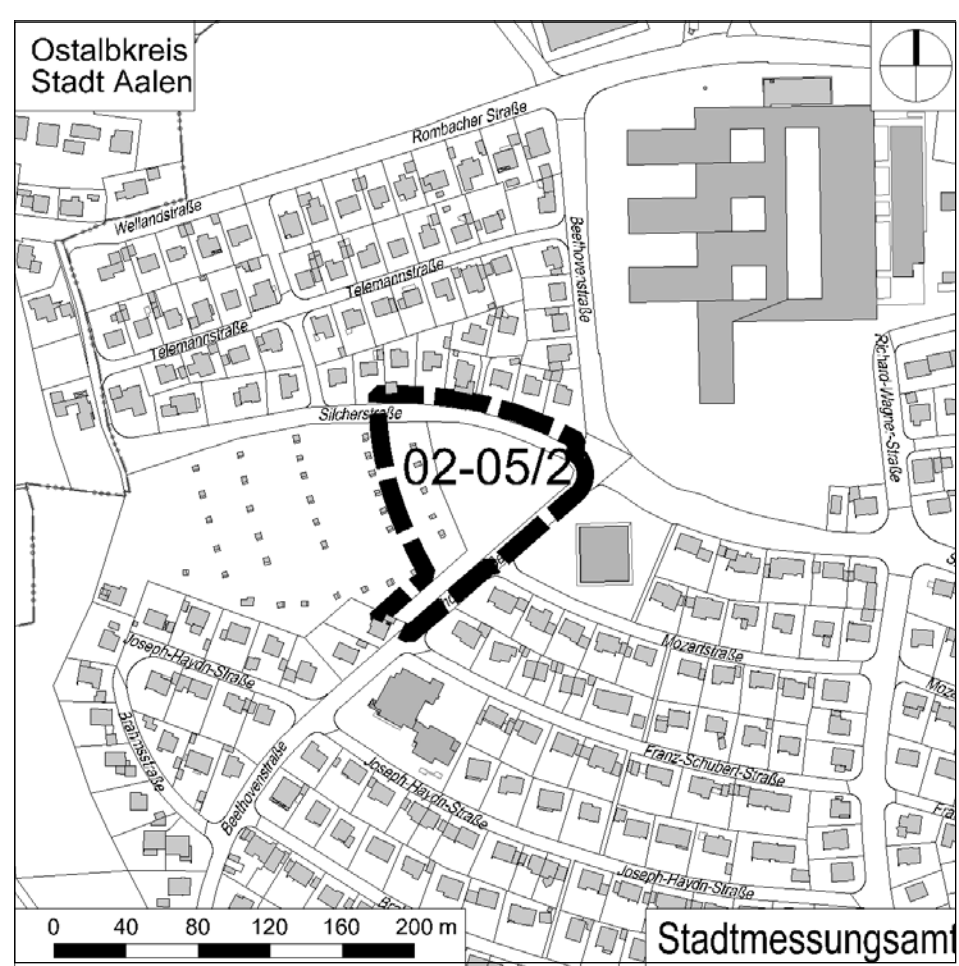 Ostalbkreis
Stadt Aalen
Rombacher Straße
Wellandstraße
Beethovenstraße
Telemannstraße
Telemannstraße
Richard-Wagner-Straße
Silcherstraße
02-05/2
Mozartstraße
Joseph-Haydn-Straße
Brahmsstraße
Beethovenstraße
Franz-Schubert-Straße
Joseph-Haydn-Straße
Joseph-Haydn-Straße
0 40 80 120 160 200 m
Stadtmessungsamt